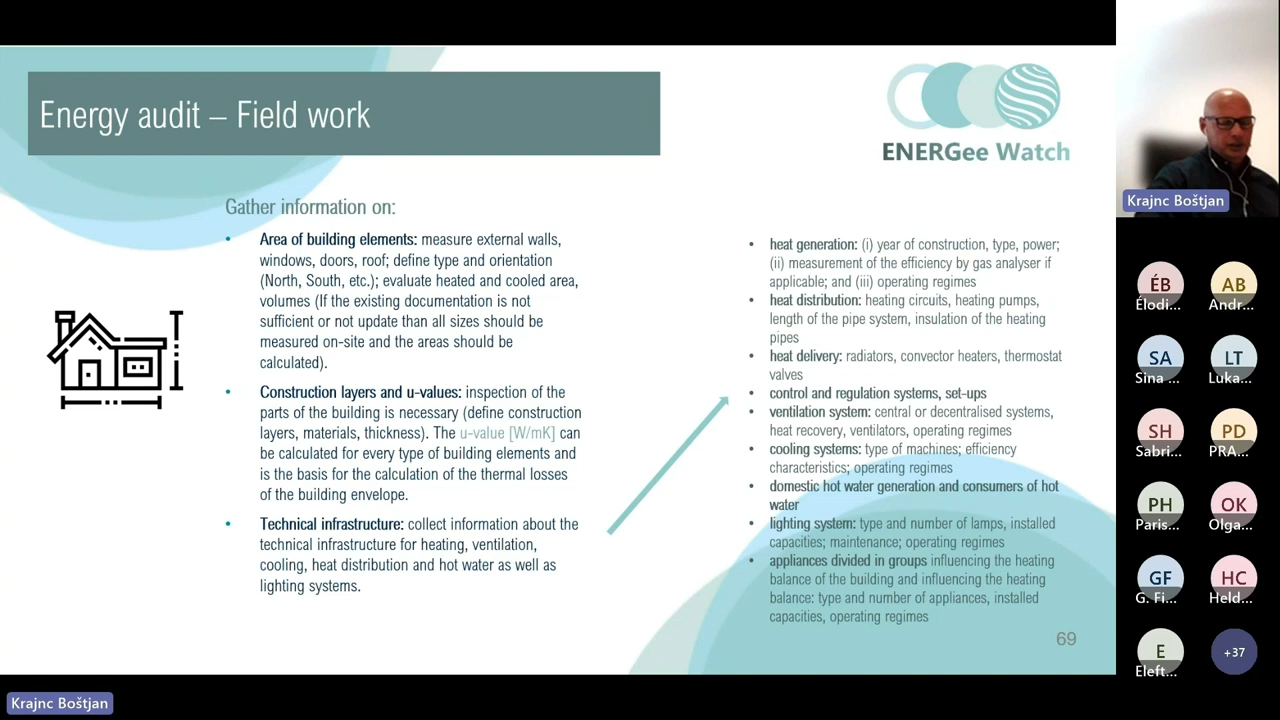 Energy audit – Field work
ENERGee Watch
Gather information on:
• Area of building elements: measure external walls,
windows, doors, roof; define type and orientation
(North, South, etc.); evaluate heated and cooled area,
volumes (If the existing documentation is not
sufficient or not update than all sizes should be
measured on-site and the areas should be
calculated).
• Construction layers and u-values: inspection of the
parts of the building is necessary (define construction
layers, materials, thickness). The u-value [W/mK] can
be calculated for every type of building elements and
is the basis for the calculation of the thermal losses
of the building envelope.
• Technical infrastructure: collect information about the
technical infrastructure for heating, ventilation,
cooling, heat distribution and hot water as well as
lighting systems.
• heat generation: (i) year of construction, type, power;
(ii) measurement of the efficiency by gas analyser if
applicable; and (iii) operating regimes
• heat distribution: heating circuits, heating pumps,
length of the pipe system, insulation of the heating
pipes
• heat delivery: radiators, convector heaters, thermostat
valves
• control and regulation systems, set-ups
• ventilation system: central or decentralised systems,
heat recovery, ventilators, operating regimes
• cooling systems: type of machines; efficiency
characteristics; operating regimes
• domestic hot water generation and consumers of hot
water
• lighting system: type and number of lamps, installed
capacities; maintenance; operating regimes
• appliances divided in groups influencing the heating
balance of the building and influencing the heating
balance: type and number of appliances, installed
capacities, operating regimes
69
Krajnc Boštjan
Krajnc Boštjan
ÉB
Élodi...
AB
Andr...
SA
Sina ...
LT
Luka...
SH
Sabri...
PD
PRA...
PH
Paris...
OK
Olga...
GF
G. Fi...
HC
Held...
E
Eleft...
+37